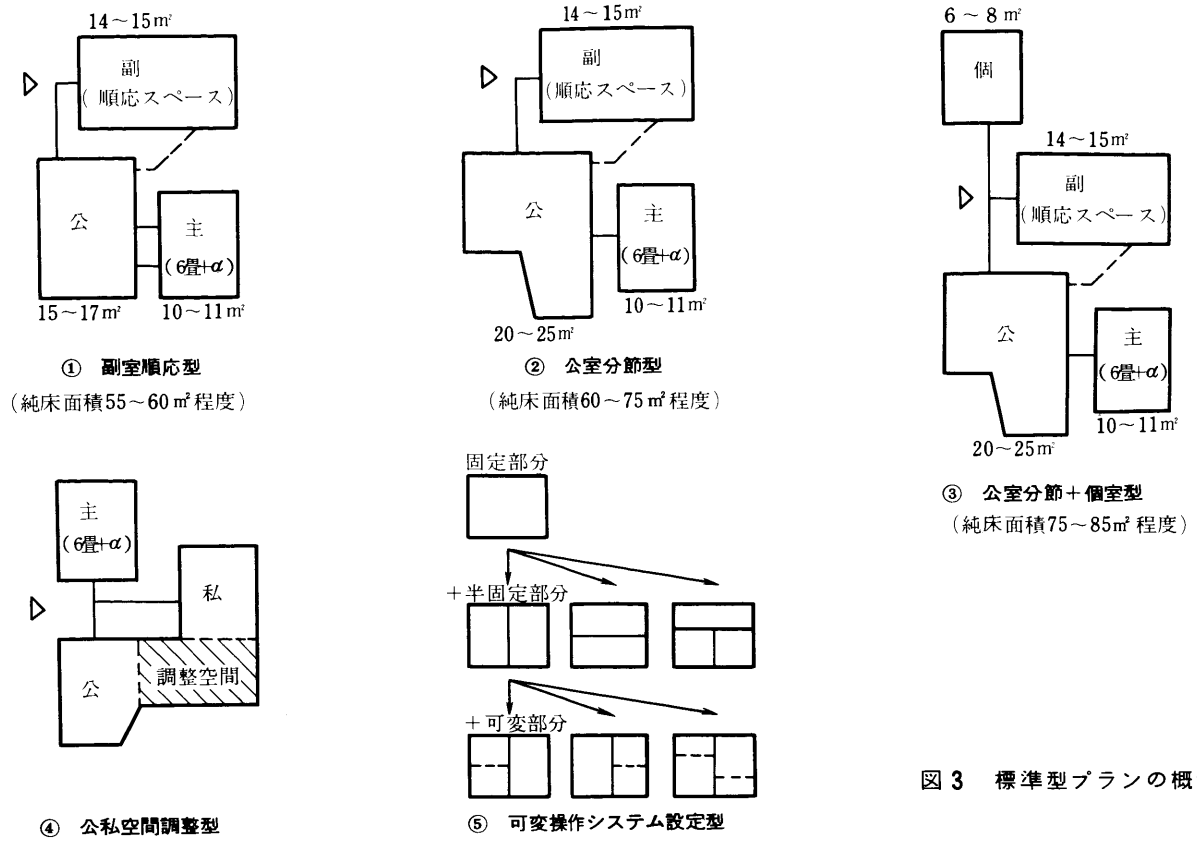 14～15㎡
副
(順応スペース)
公
主
(6畳+α)
15～17㎡
10～11㎡
① 副室順応型
(純床面積55～60㎡程度)
14～15㎡
副
(順応スペース)
公
主
(6畳+α)
10～11㎡
20～25㎡
② 公室分節型
(純床面積60～75㎡程度)
6～8㎡
個
14～15㎡
副
(順応スペース)
公
主
(6畳+α)
10～11㎡
20～25㎡
③ 公室分節＋個室型
(純床面積75～85㎡程度)
主
(6畳+α)
私
公
調整空間
④ 公私空間調整型
固定部分
＋半固定部分
＋可変部分
⑤ 可変操作システム設定型
図3 標準型プランの概